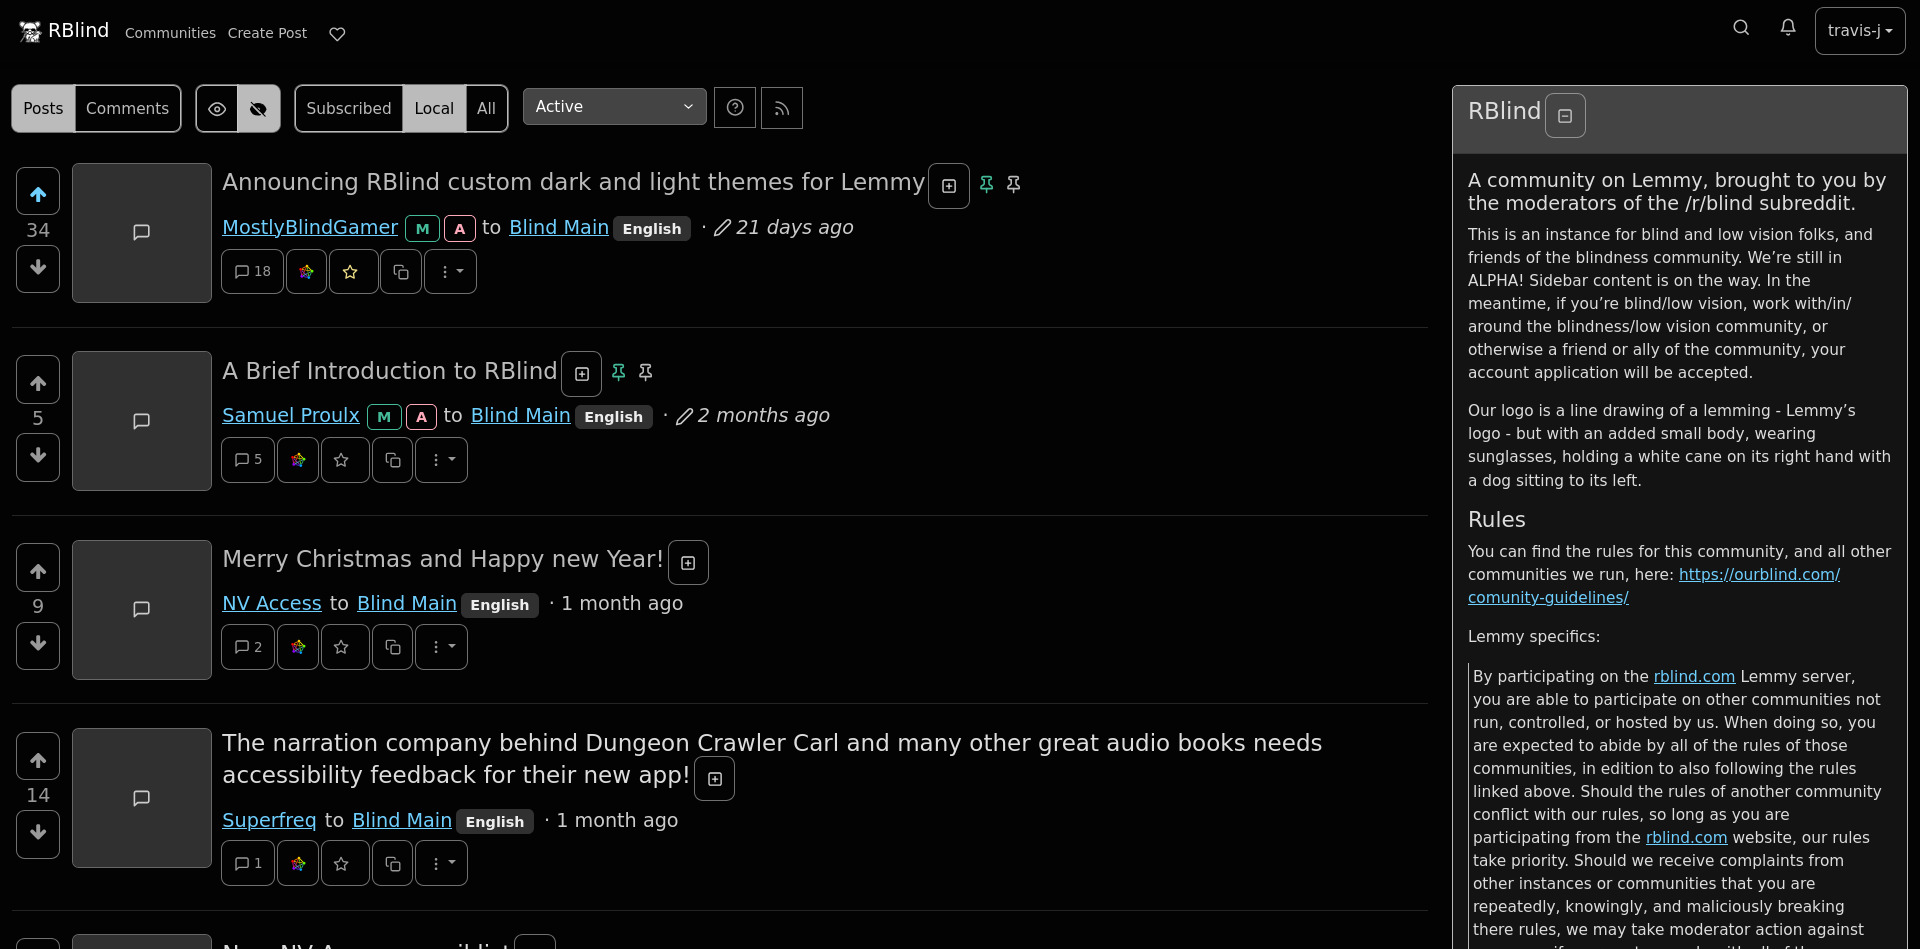 RBlind Communities Create Post travis-j
Posts Comments Subscribed Local All Active
Announcing RBlind custom dark and light themes for Lemmy
34
MostlyBlindGamer M A to Blind Main English · 21 days ago
18
A Brief Introduction to RBlind
5
Samuel Proulx M A to Blind Main English · 2 months ago
5
Merry Christmas and Happy new Year!
9
NV Access to Blind Main English · 1 month ago
2
The narration company behind Dungeon Crawler Carl and many other great audio books needs
accessibility feedback for their new app!
14
Superfreq to Blind Main English · 1 month ago
1
RBlind
A community on Lemmy, brought to you by
the moderators of the /r/blind subreddit.
This is an instance for blind and low vision folks, and
friends of the blindness community. We’re still in
ALPHA! Sidebar content is on the way. In the
meantime, if you’re blind/low vision, work with/in/
around the blindness/low vision community, or
otherwise a friend or ally of the community, your
account application will be accepted.
Our logo is a line drawing of a lemming - Lemmy’s
logo - but with an added small body, wearing
sunglasses, holding a white cane on its right hand with
a dog sitting to its left.
Rules
You can find the rules for this community, and all other
communities we run, here: https://ourblind.com/
comunity-guidelines/
Lemmy specifics:
By participating on the rblind.com Lemmy server,
you are able to participate on other communities not
run, controlled, or hosted by us. When doing so, you
are expected to abide by all of the rules of those
communities, in edition to also following the rules
linked above. Should the rules of another community
conflict with our rules, so long as you are
participating from the rblind.com website, our rules
take priority. Should we receive complaints from
other instances or communities that you are
repeatedly, knowingly, and maliciously breaking
there rules, we may take moderator action against